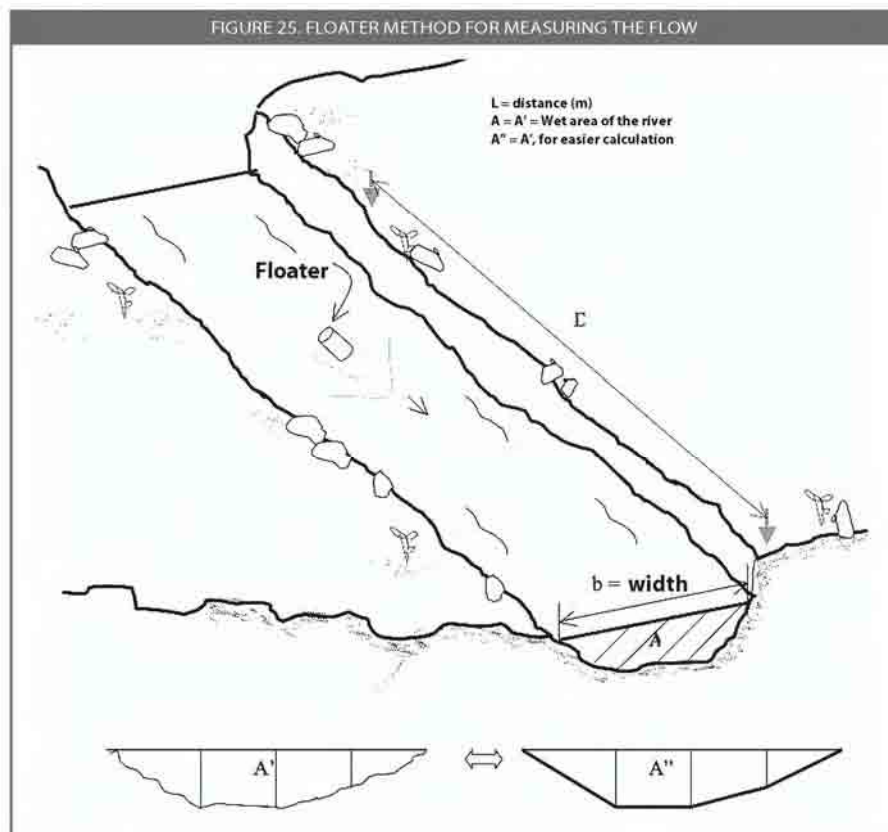 FIGURE 25. FLOATER METHOD FOR MEASURING THE FLOW
L = distance (m)
A = A' = Wet area of the river
A" = A', for easier calculation
Floater
L
b = width
A
A'
A"